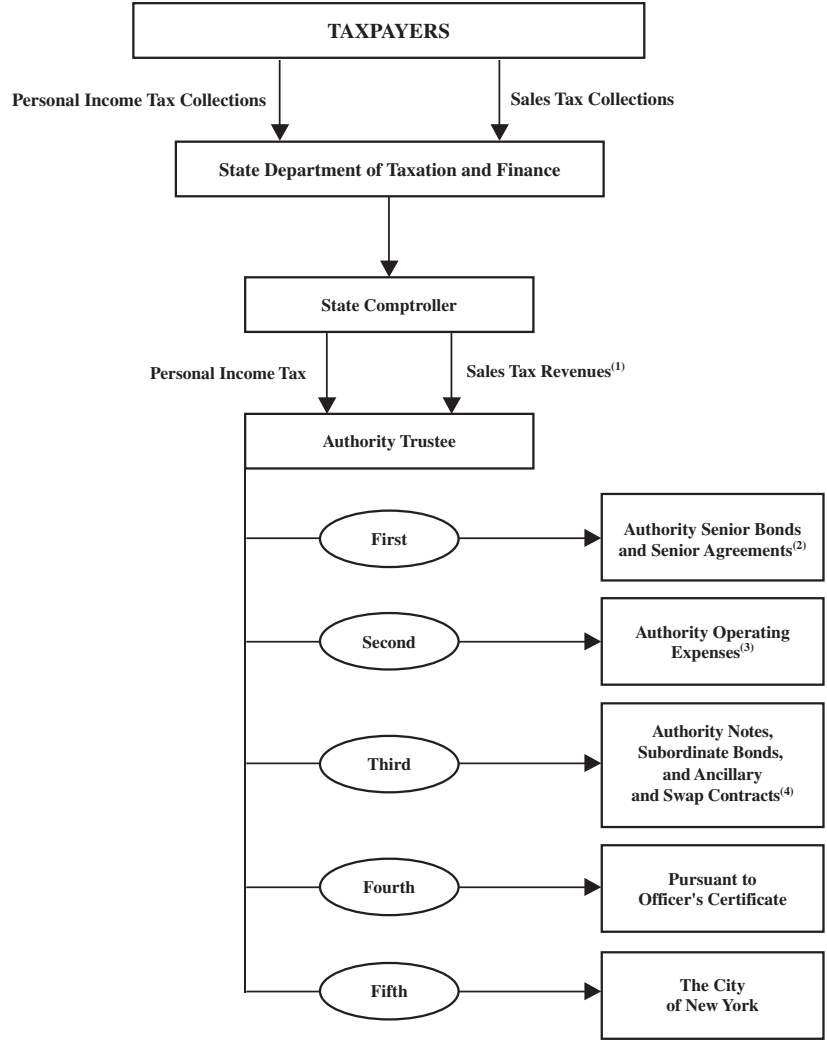 TAXPAYERS
Personal Income Tax Collections
Sales Tax Collections
State Department of Taxation and Finance
State Comptroller
Personal Income Tax
Sales Tax Revenues(1)
Authority Trustee
First
Authority Senior Bonds
and Senior Agreements(2)
Second
Authority Operating
Expenses(3)
Third
Authority Notes,
Subordinate Bonds,
and Ancillary
and Swap Contracts(4)
Fourth
Pursuant to
Officer's Certificate
Fifth
The City
of New York